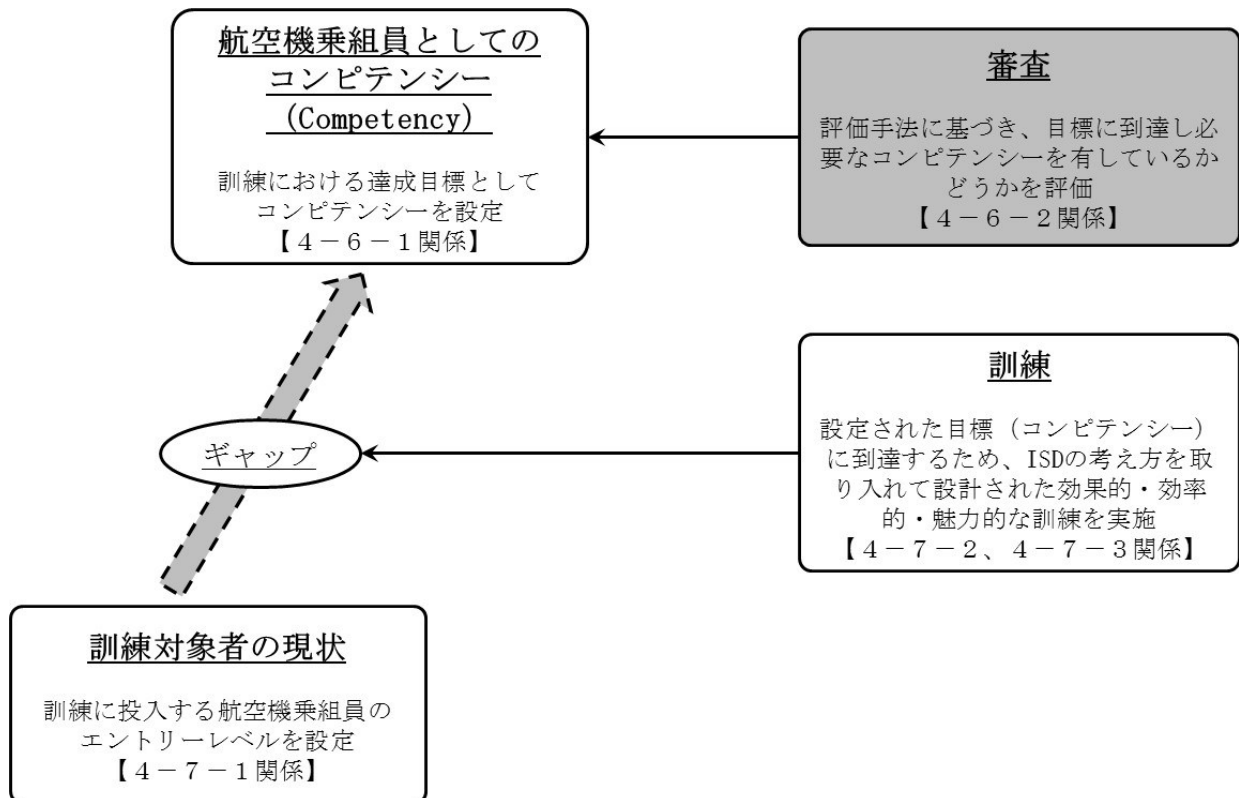 航空機乗組員としての
コンピテンシー
(Competency)
訓練における達成目標として
コンピテンシーを設定
【4-6-1関係】
審査
評価手法に基づき、目標に到達し必
要なコンピテンシーを有しているか
どうかを評価
【4-6-2関係】
ギャップ
訓練
設定された目標(コンピテンシー)
に到達するため、ISDの考え方を取
り入れて設計された効果的・効率
的・魅力的な訓練を実施
【4-7-2、4-7-3関係】
訓練対象者の現状
訓練に投入する航空機乗組員の
エントリーレベルを設定
【4-7-1関係】